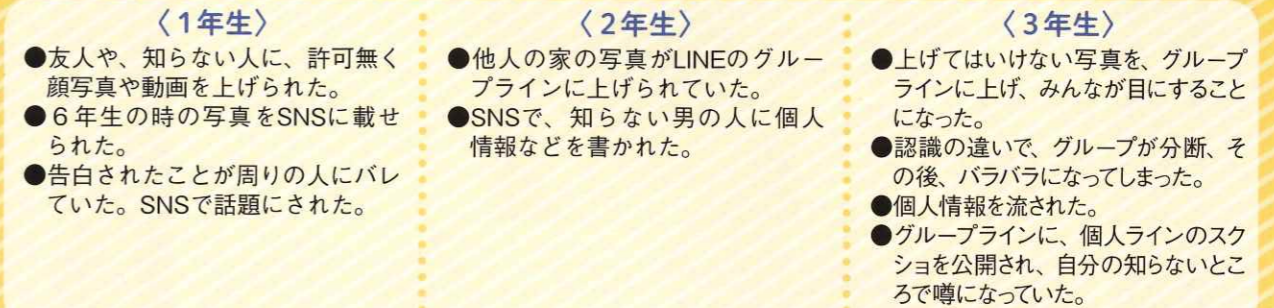 〈1年生〉
●友人や、知らない人に、許可無く
顔写真や動画を上げられた。
●6年生の時の写真をSNSに載せ
られた。
●告白されたことが周りの人にバレ
ていた。SNSで話題にされた。
〈2年生〉
●他人の家の写真がLINEのグルー
プラインに上げられていた。
●SNSで、知らない男の人に個人
情報などを書かれた。
〈3年生〉
●上げてはいけない写真を、グループ
ラインに上げ、みんなが目にすること
になった。
●認識の違いで、グループが分断、そ
の後、バラバラになってしまった。
●個人情報を流された。
●グループラインに、個人ラインのスク
ショを公開され、自分の知らないとこ
ろで噂になっていた。